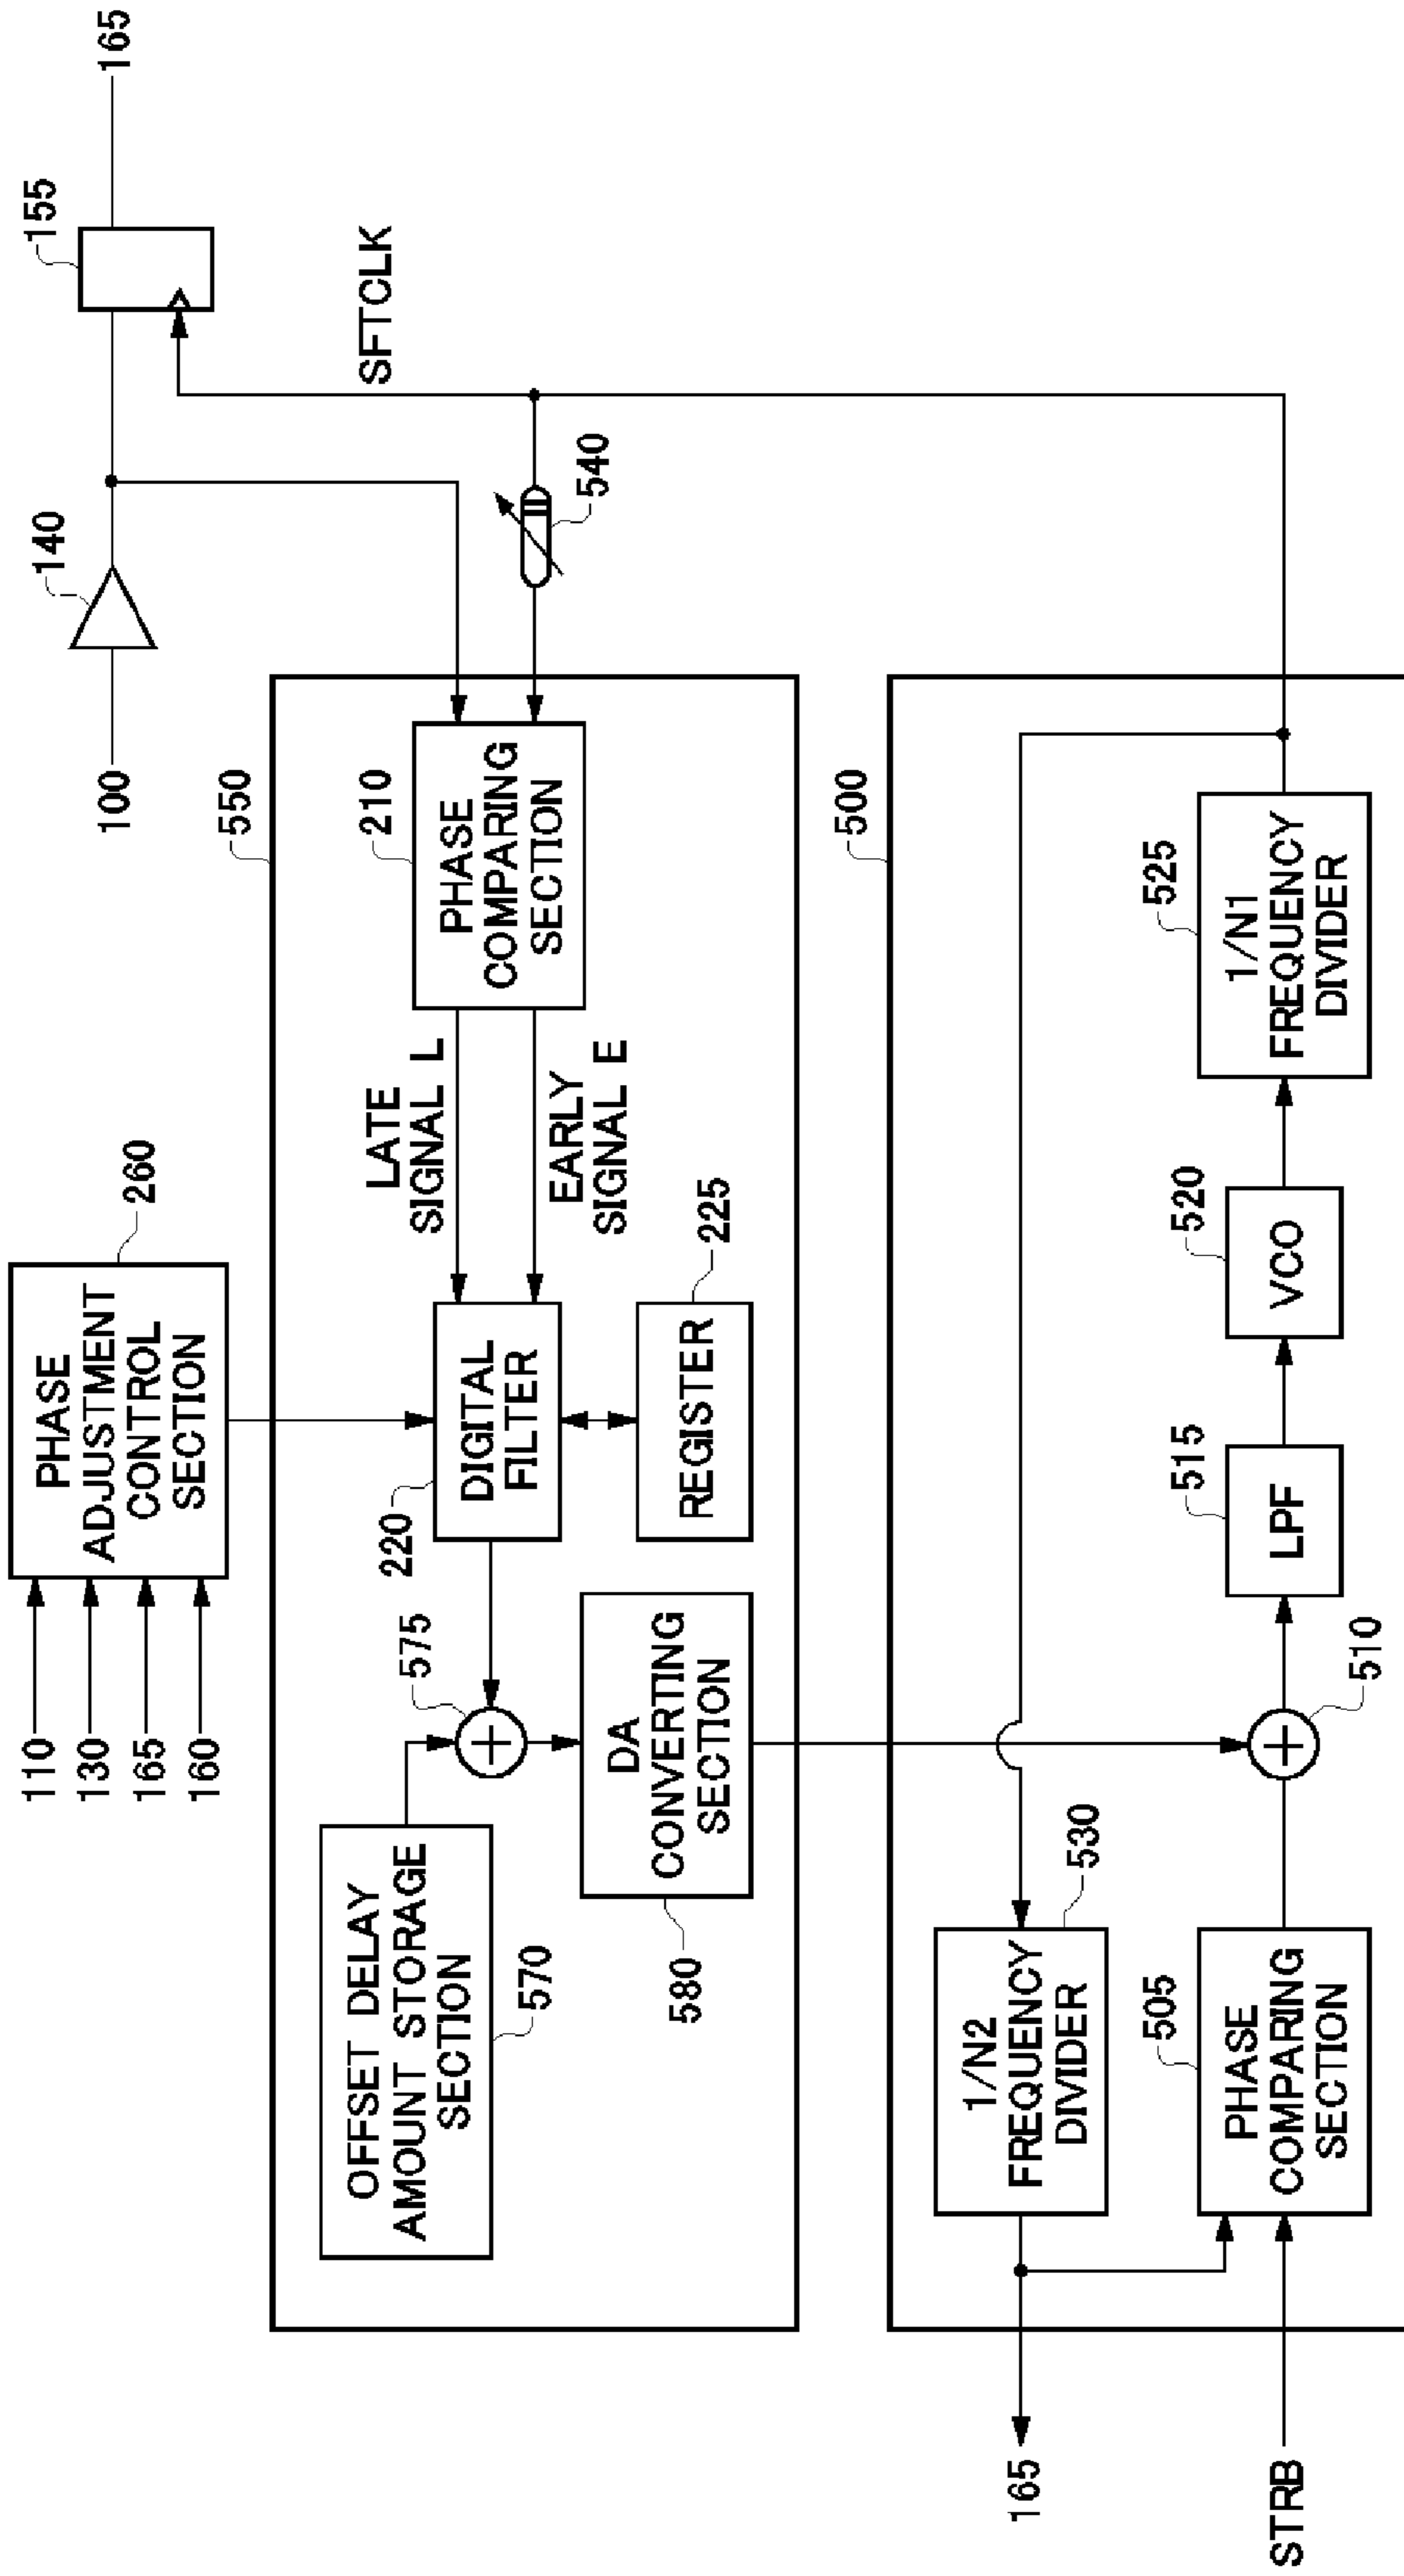 110
130
165
160
PHASE
ADJUSTMENT
CONTROL
SECTION
260
100
140
155
165
550
OFFSET DELAY
AMOUNT STORAGE
SECTION
570
575
220
DIGITAL
FILTER
LATE
SIGNAL L
EARLY
SIGNAL E
210
PHASE
COMPARING
SECTION
SFTCLK
540
580
DA
CONVERTING
SECTION
REGISTER
225
500
165
1/N2
FREQUENCY
DIVIDER
530
STRB
505
PHASE
COMPARING
SECTION
510
515
LPF
520
VCO
525
1/N1
FREQUENCY
DIVIDER